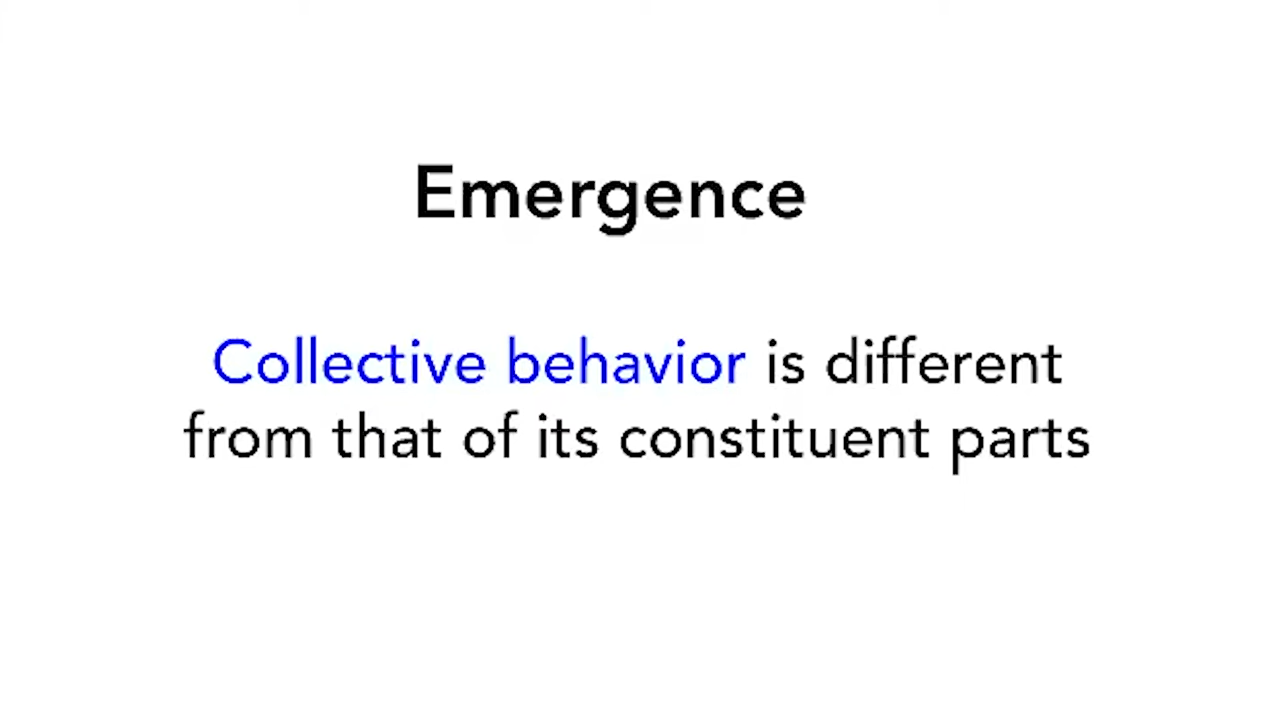 Emergence
Collective behavior is different
from that of its constituent parts